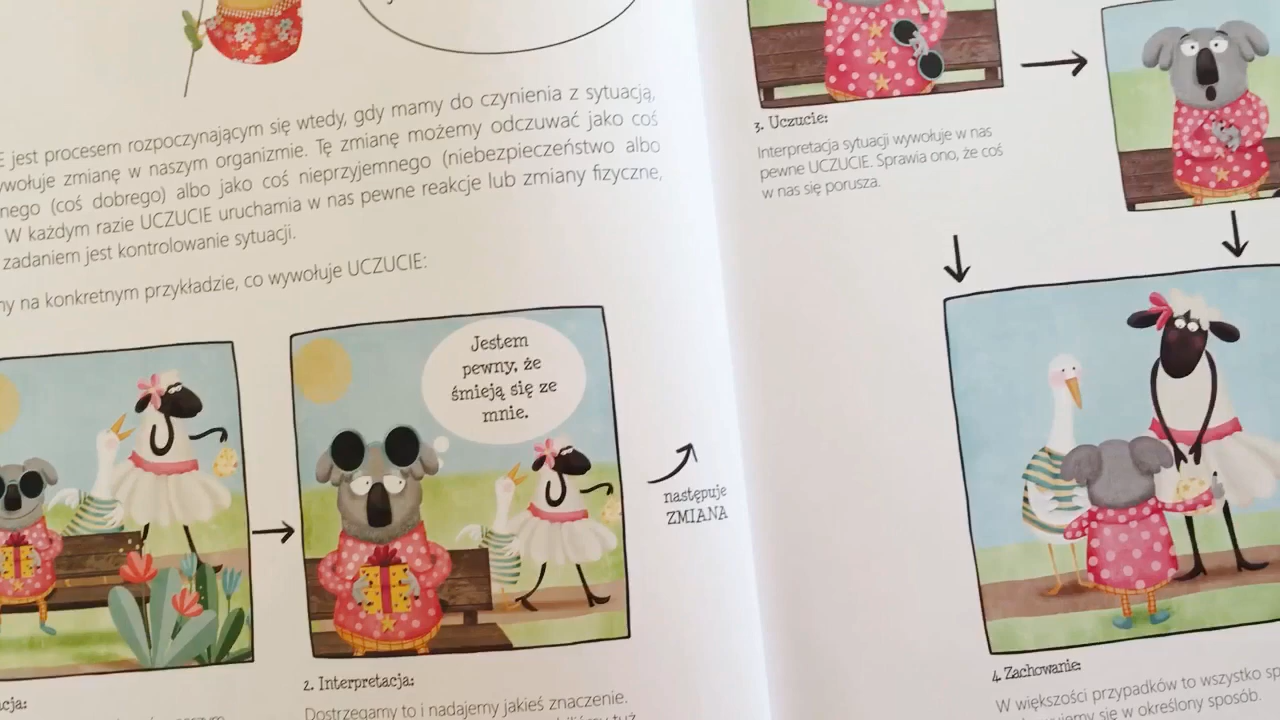 E jest procesem rozpoczynającym się wtedy, gdy mamy do czynienia z sytuacją,
wołuje zmianę w naszym organizmie. Tę zmianę możemy odczuwać jako coś
nego (coś dobrego) albo jako coś nieprzyjemnego (niebezpieczeństwo albo
W każdym razie UCZUCIE uruchamia w nas pewne reakcje lub zmiany fizyczne,
zadaniem jest kontrolowanie sytuacji.
ny na konkretnym przykładzie, co wywołuje UCZUCIE:
Jestem
pewny, że
śmieją się ze
mnie.
następuje
ZMIANA
cja:
2. Interpretacja:
Dostrzegamy to i nadajemy jakieś znaczenie.
3. Uczucie:
Interpretacja sytuacji wywołuje w nas
pewne UCZUCIE. Sprawia ono, że coś
w nas się porusza.
4. Zachowanie:
W większości przypadków to wszystko sp
się w określony sposób.